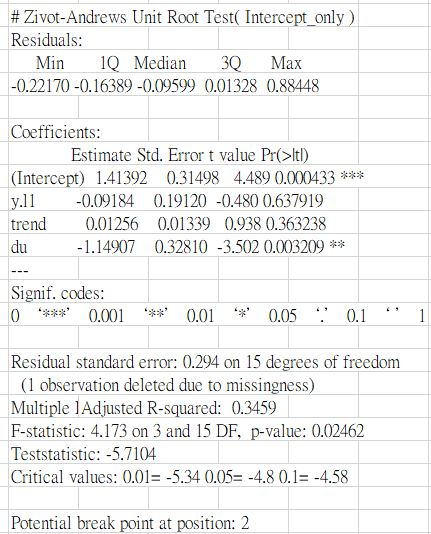 # Zivot-Andrews Unit Root Test( Intercept_only )
Residuals:
Min 1Q Median 3Q Max
-0.22170 -0.16389 -0.09599 0.01328 0.88448
Coefficients:
Estimate Std. Error t value Pr(>|t|)
(Intercept) 1.41392 0.31498 4.489 0.000433 ***
y.l1 -0.09184 0.19120 -0.480 0.637919
trend 0.01256 0.01339 0.938 0.363238
du -1.14907 0.32810 -3.502 0.003209 **
---
Signif. codes:
0 ‘***’ 0.001 ‘**’ 0.01 ‘*’ 0.05 ‘.’ 0.1 ‘ ’ 1
Residual standard error: 0.294 on 15 degrees of freedom
(1 observation deleted due to missingness)
Multiple lAdjusted R-squared: 0.3459
F-statistic: 4.173 on 3 and 15 DF, p-value: 0.02462
Teststatistic: -5.7104
Critical values: 0.01= -5.34 0.05= -4.8 0.1= -4.58
Potential break point at position: 2